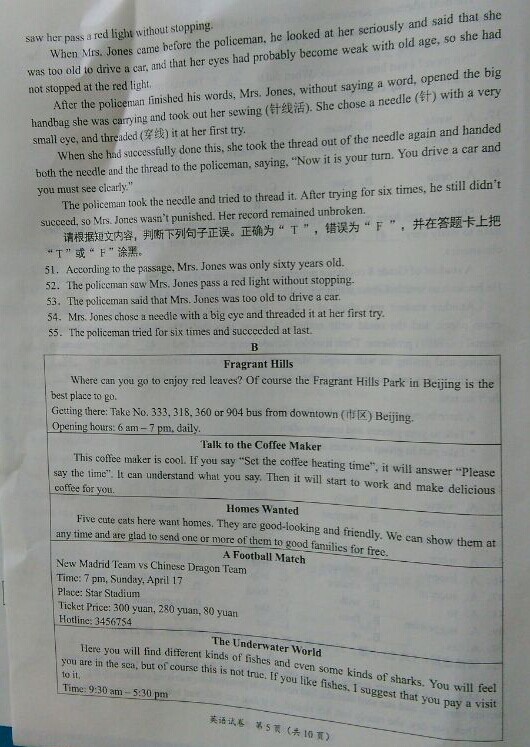 saw her pass a red light without stopping.
When Mrs. Jones came before the policeman, he looked at her seriously and said that she
was too old to drive a car, and that her eyes had probably become weak with old age, so she had
not stopped at the red light.
After the policeman finished his words, Mrs. Jones, without saying a word, opened the big
handbag she was carrying and took out her sewing (针线活). She chose a needle (针) with a very
small eye, and threaded (穿线) it at her first try.
When she had successfully done this, she took the thread out of the needle again and handed
both the needle and the thread to the policeman, saying, “Now it is your turn. You drive a car and
you must see clearly.”
The policeman took the needle and tried to thread it. After trying for six times, he still didn’t
succeed, so Mrs. Jones wasn’t punished. Her record remained unbroken.
请根据短文内容，判断下列句子正误。正确为“ T ”，错误为“ F ”，并在答题卡上把
“T”或“F”涂黑。
51. According to the passage, Mrs. Jones was only sixty years old.
52. The policeman saw Mrs. Jones pass a red light without stopping.
53. The policeman said that Mrs. Jones was too old to drive a car.
54. Mrs. Jones chose a needle with a big eye and threaded it at her first try.
55. The policeman tried for six times and succeeded at last.
B
Fragrant Hills
Where can you go to enjoy red leaves? Of course the Fragrant Hills Park in Beijing is the
best place to go.
Getting there: Take No. 333, 318, 360 or 904 bus from downtown (市区) Beijing.
Opening hours: 6 am – 7 pm, daily.
Talk to the Coffee Maker
This coffee maker is cool. If you say “Set the coffee heating time”, it will answer “Please
say the time”. It can understand what you say. Then it will start to work and make delicious
coffee for you.
Homes Wanted
Five cute cats here want homes. They are good-looking and friendly. We can show them at
any time and are glad to send one or more of them to good families for free.
A Football Match
New Madrid Team vs Chinese Dragon Team
Time: 7 pm, Sunday, April 17
Place: Star Stadium
Ticket Price: 300 yuan, 280 yuan, 80 yuan
Hotline: 3456754
The Underwater World
Here you will find different kinds of fishes and even some kinds of sharks. You will feel
you are in the sea, but of course this is not true. If you like fishes, I suggest that you pay a visit
to it.
Time: 9:30 am – 5:30 pm
英语试卷 第 5 页（共 10 页）